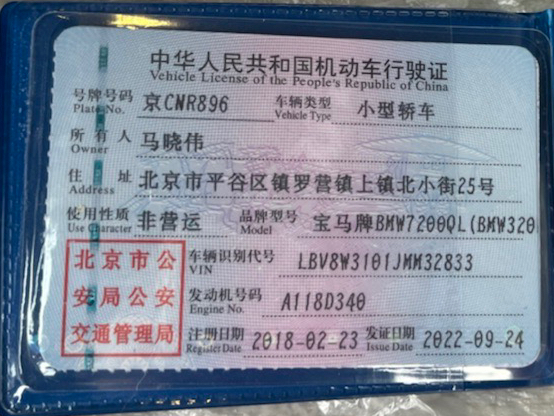 中华人民共和国机动车行驶证
Vehicle License of the People's Republic of China
号牌号码 京CNR896 车辆类型 小型轿车
Plate No. Vehicle Type
所有人 马晓伟
Owner
住址 北京市平谷区镇罗营镇上镇北小街25号
Address
使用性质 非营运 品牌型号 宝马牌BMW7200QL(BMW320
Use Character Model
北京市公安局公安交通管理局
车辆识别代号 LBV8W3101JMM32833
VIN
发动机号码 A118D340
Engine No.
注册日期 2018-02-23 发证日期 2022-09-24
Register Date Issue Date